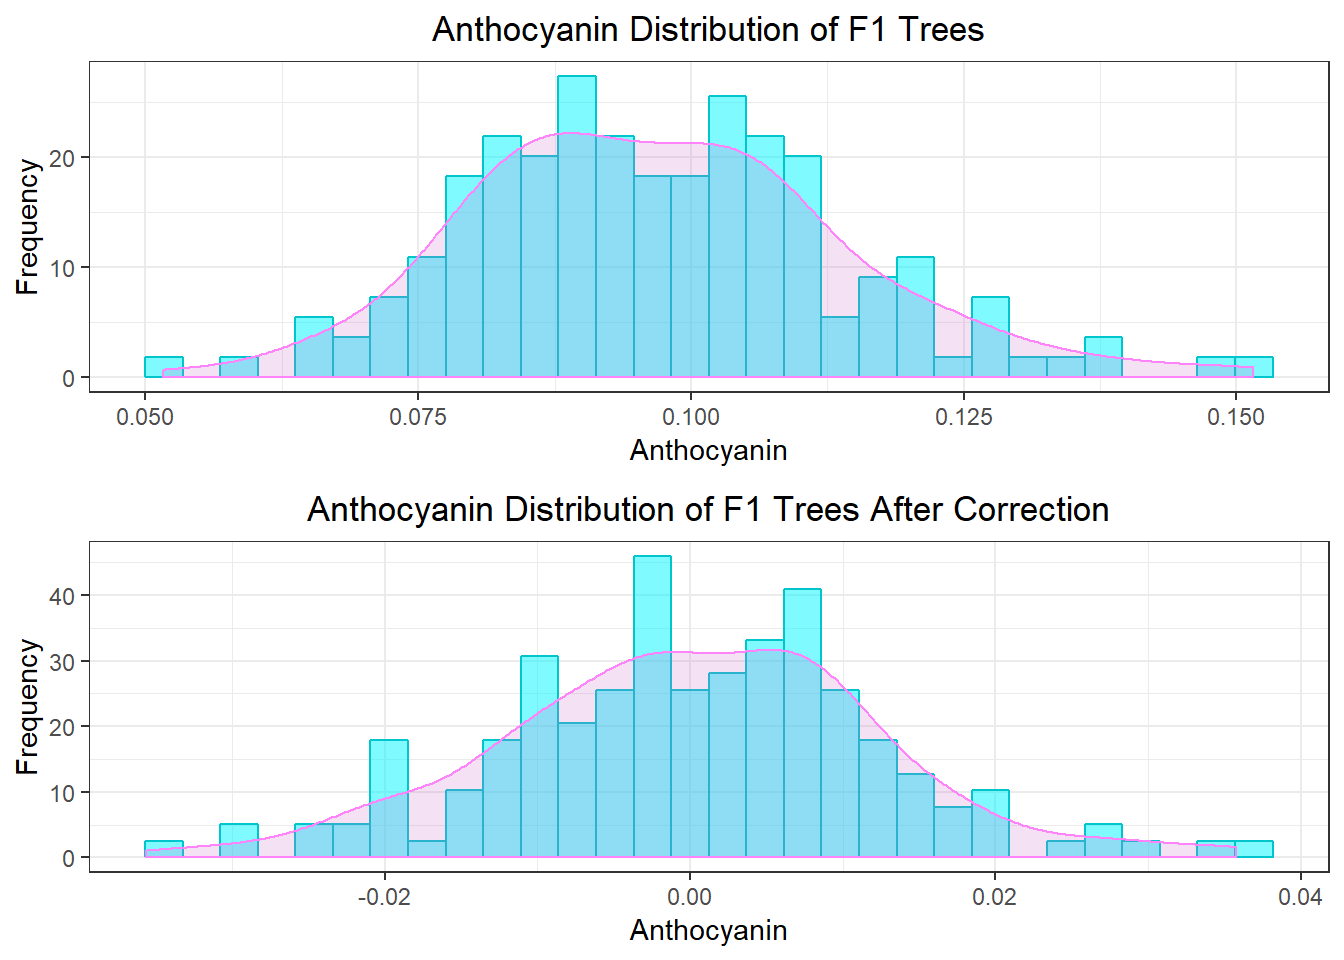 Anthocyanin Distribution of F1 Trees
Frequency
20
10
0
0.050 0.075 0.100 0.125 0.150
Anthocyanin
Anthocyanin Distribution of F1 Trees After Correction
Frequency
40
30
20
10
0
-0.02 0.00 0.02 0.04
Anthocyanin